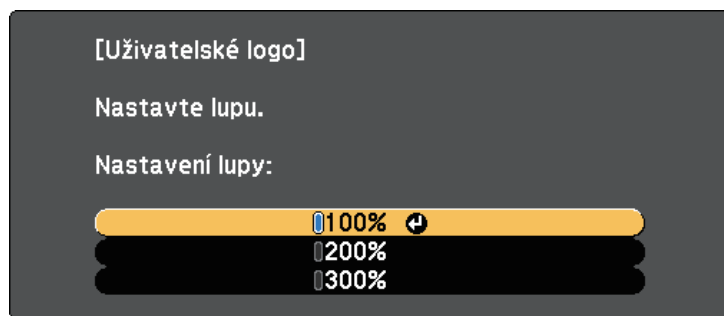 [Uživatelské logo]
Nastavte lupu.
Nastavení lupy:
100%
200%
300%